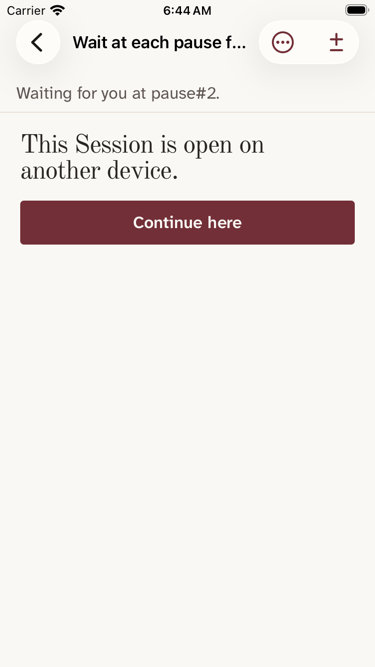 Carrier 6:44 AM
Wait at each pause f...
Waiting for you at pause#2.
This Session is open on
another device.
Continue here